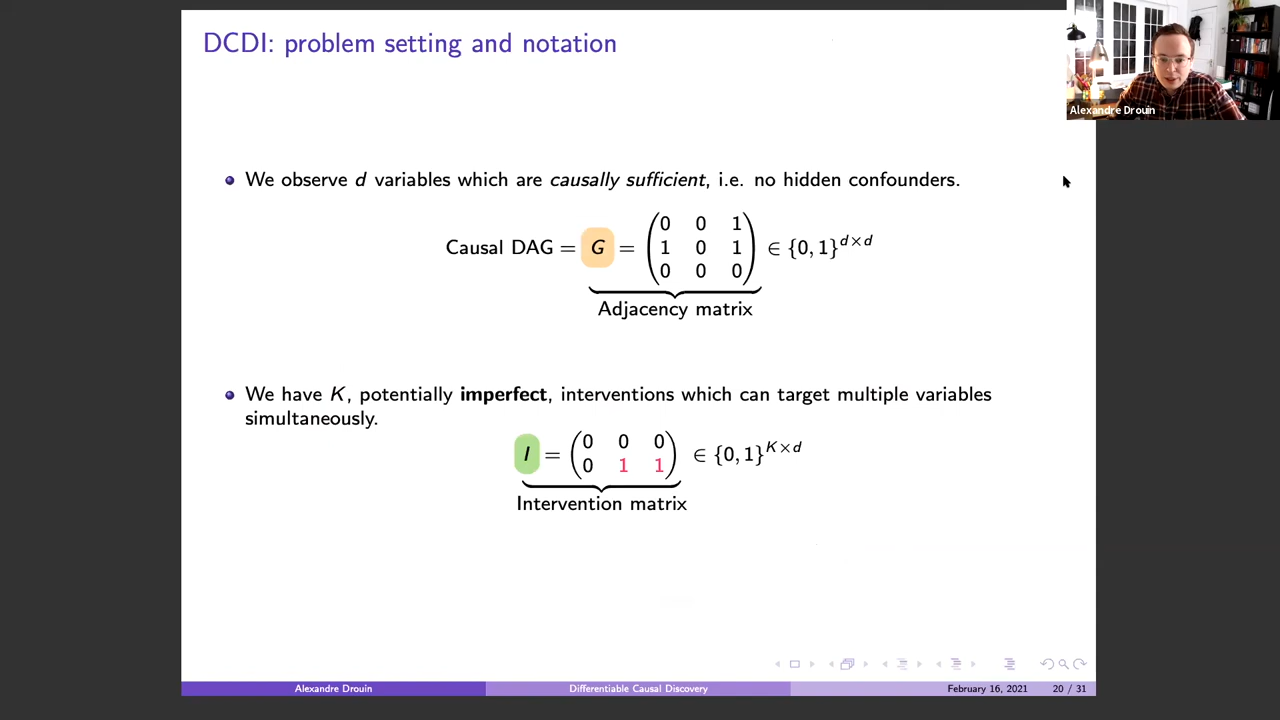 DCDI: problem setting and notation
Alexandre Drouin
We observe d variables which are causally sufficient, i.e. no hidden confounders.
0 0 1
Causal DAG = G = 1 0 1 ∈ {0, 1}^{d×d}
0 0 0
Adjacency matrix
We have K, potentially imperfect, interventions which can target multiple variables
simultaneously.
0 0 0
I = ∈ {0, 1}^{K×d}
0 1 1
Intervention matrix
Alexandre Drouin Differentiable Causal Discovery February 16, 2021 20 / 31